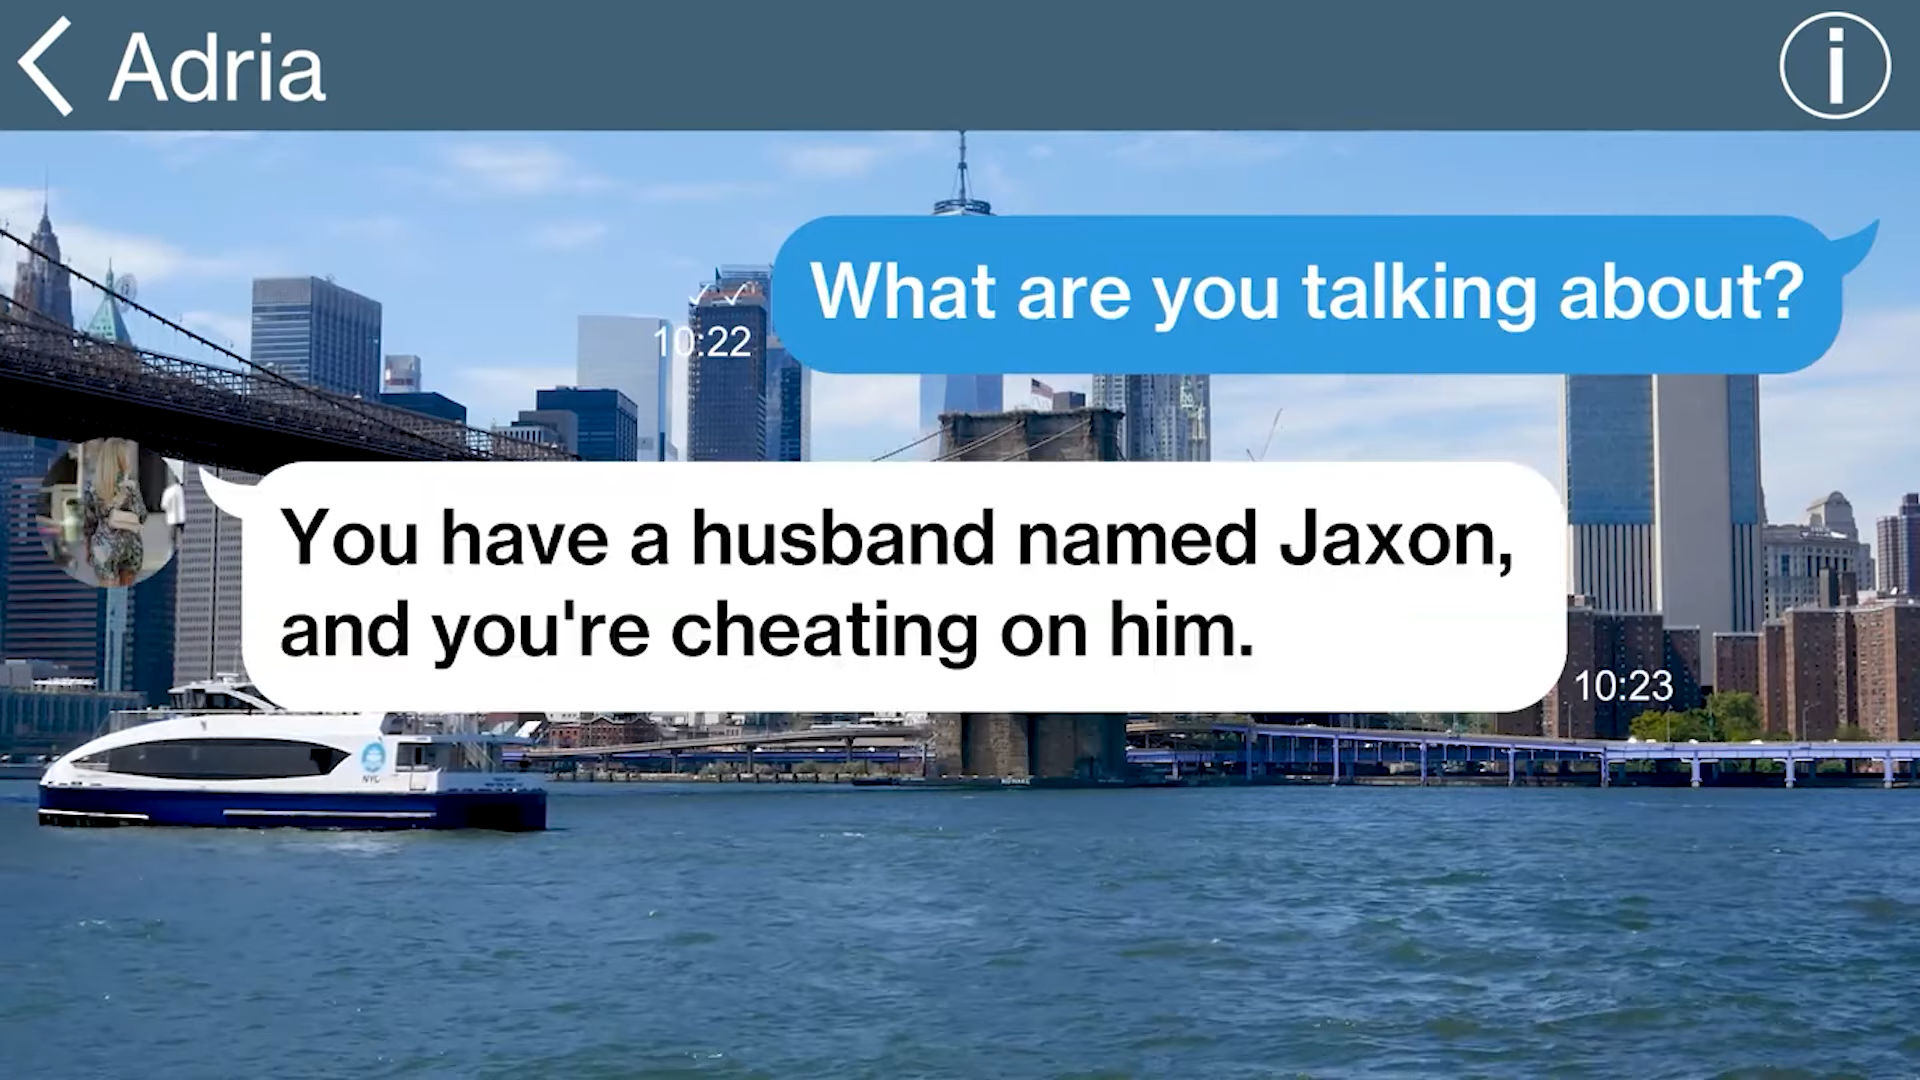 Adria
What are you talking about?
10:22
You have a husband named Jaxon,
and you're cheating on him.
10:23
NYC